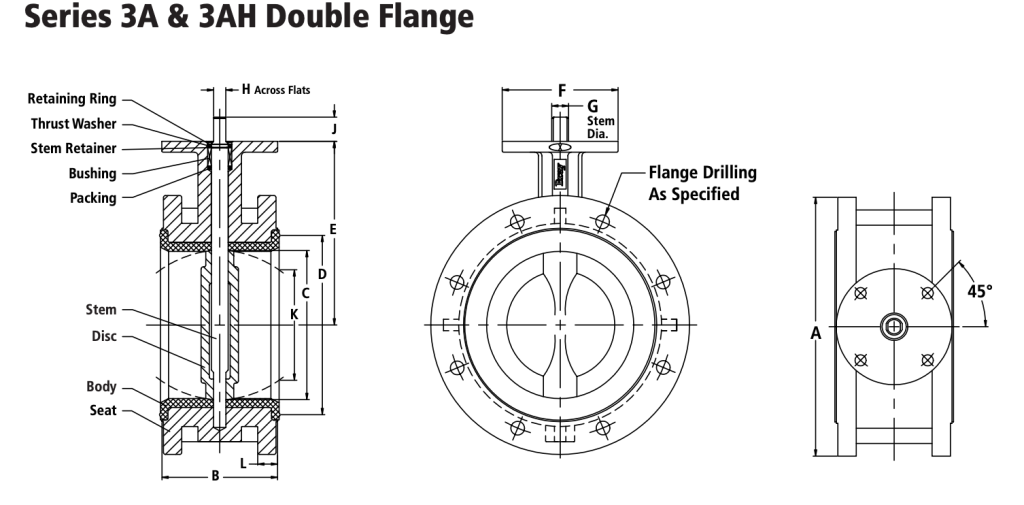 Series 3A & 3AH Double Flange
H Across Flats
Retaining Ring
Thrust Washer
Stem Retainer
Bushing
Packing
J
E
D
C
K
Stem
Disc
Body
Seat
L
B
F
G
Stem
Dia.
Bray
Flange Drilling
As Specified
A
45°